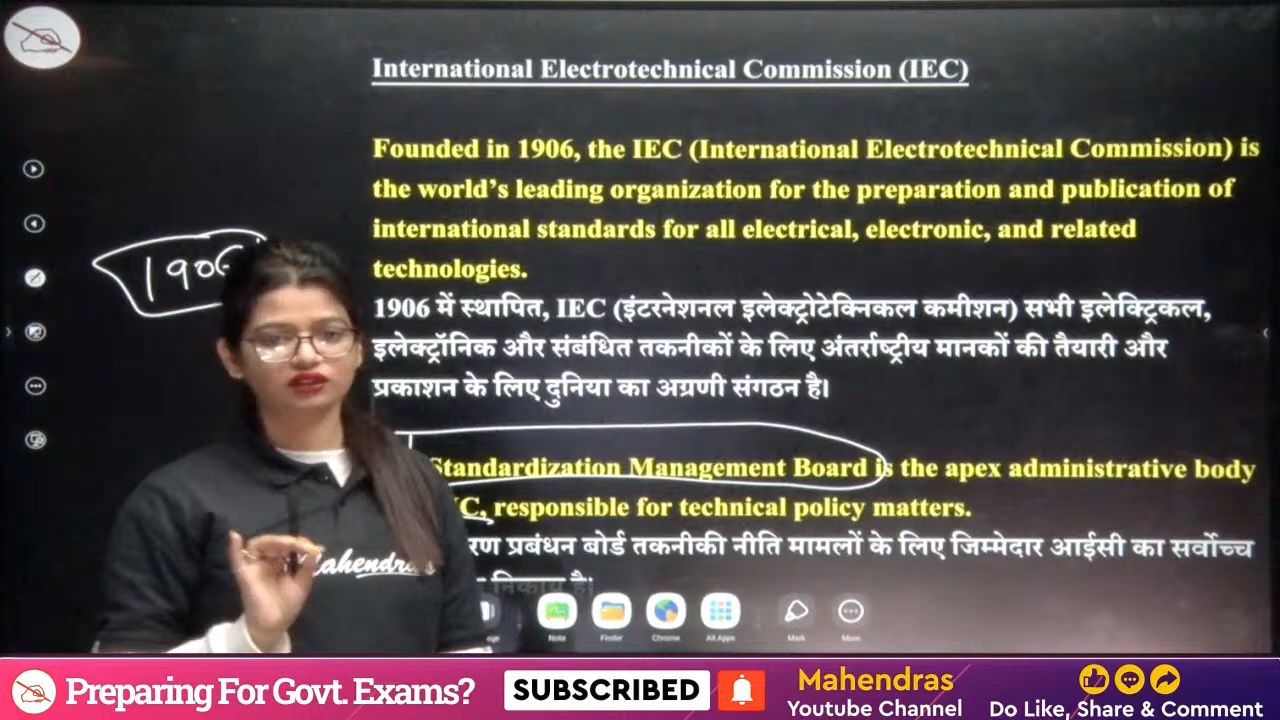 International Electrotechnical Commission (IEC)
Founded in 1906, the IEC (International Electrotechnical Commission) is
the world's leading organization for the preparation and publication of
international standards for all electrical, electronic, and related
technologies.
1906
1906 में स्थापित, IEC (इंटरनेशनल इलेक्ट्रोटेक्निकल कमीशन) सभी इलेक्ट्रिकल,
इलेक्ट्रॉनिक और संबंधित तकनीकों के लिए अंतर्राष्ट्रीय मानकों की तैयारी और
प्रकाशन के लिए दुनिया का अग्रणी संगठन है।
Standardization Management Board is the apex administrative body
C, responsible for technical policy matters.
रण प्रबंधन बोर्ड तकनीकी नीति मामलों के लिए जिम्मेदार आईसी का सर्वोच्च
निकाय है।
Mahendras
Note Finder Chrome All Apps Mark More
Preparing For Govt. Exams?
SUBSCRIBED
Mahendras
Youtube Channel
Do Like, Share & Comment